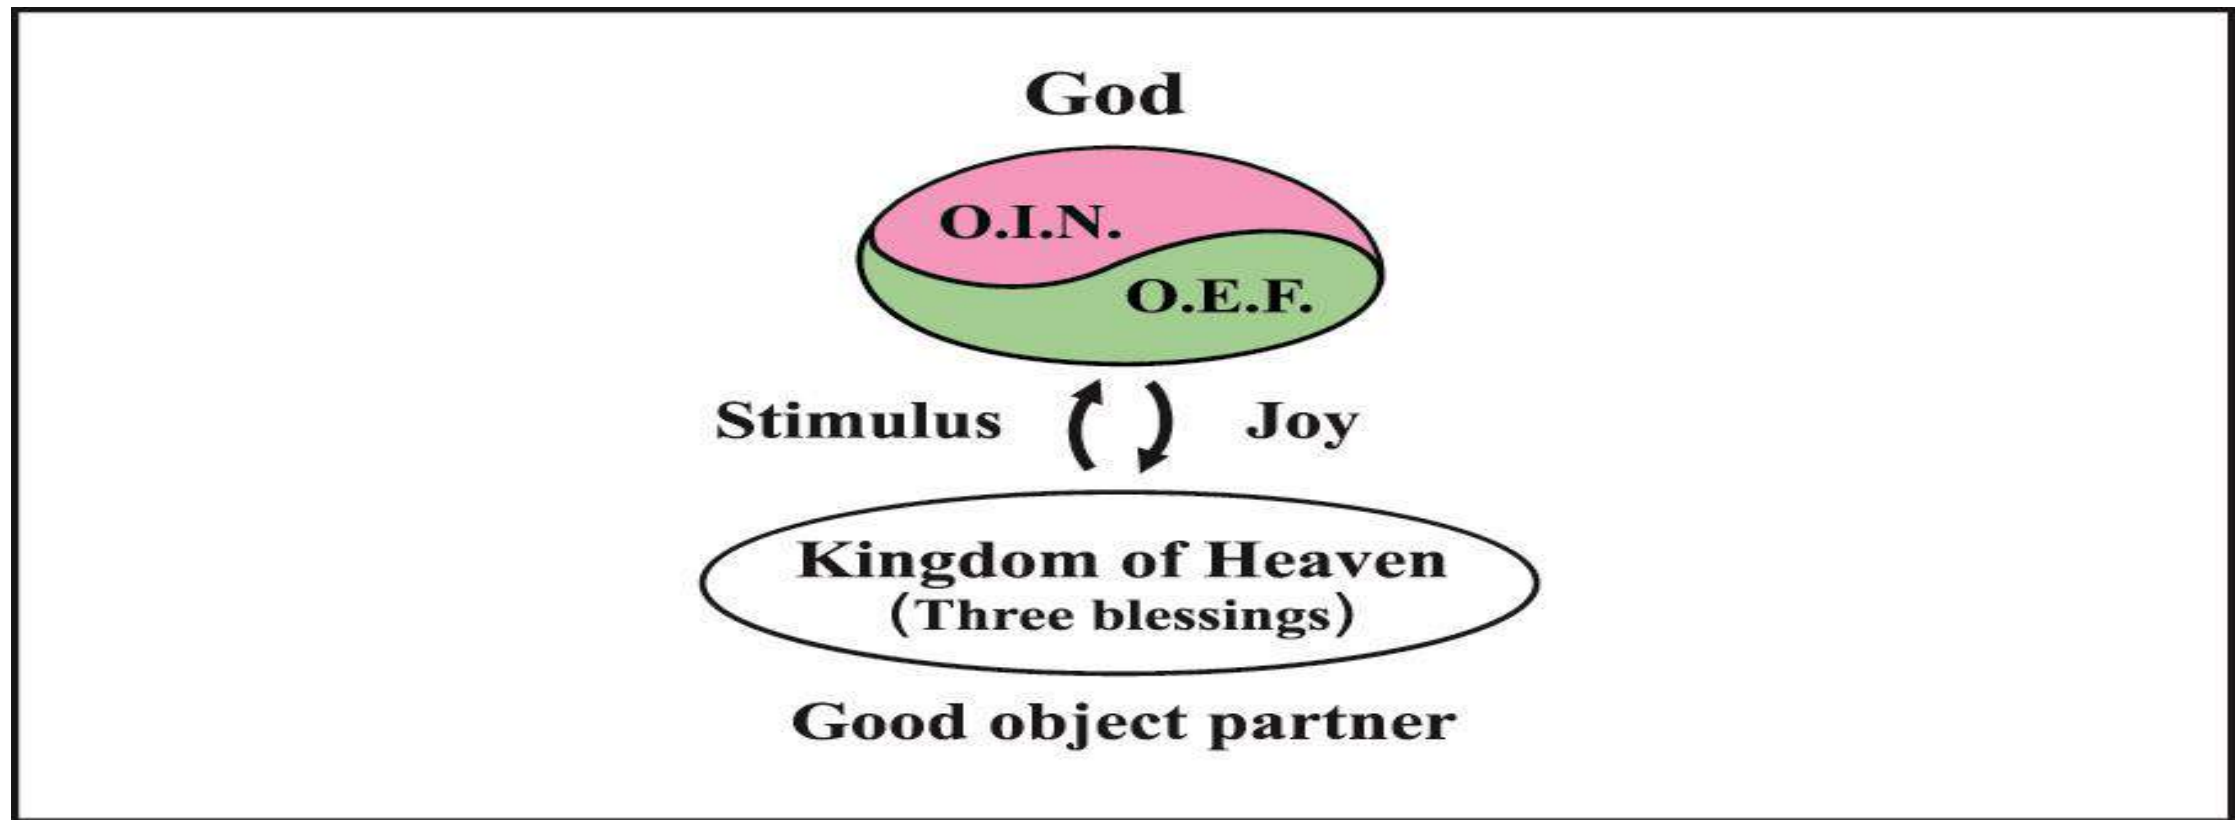 God
O.I.N.
O.E.F.
Stimulus Joy
Kingdom of Heaven
(Three blessings)
Good object partner